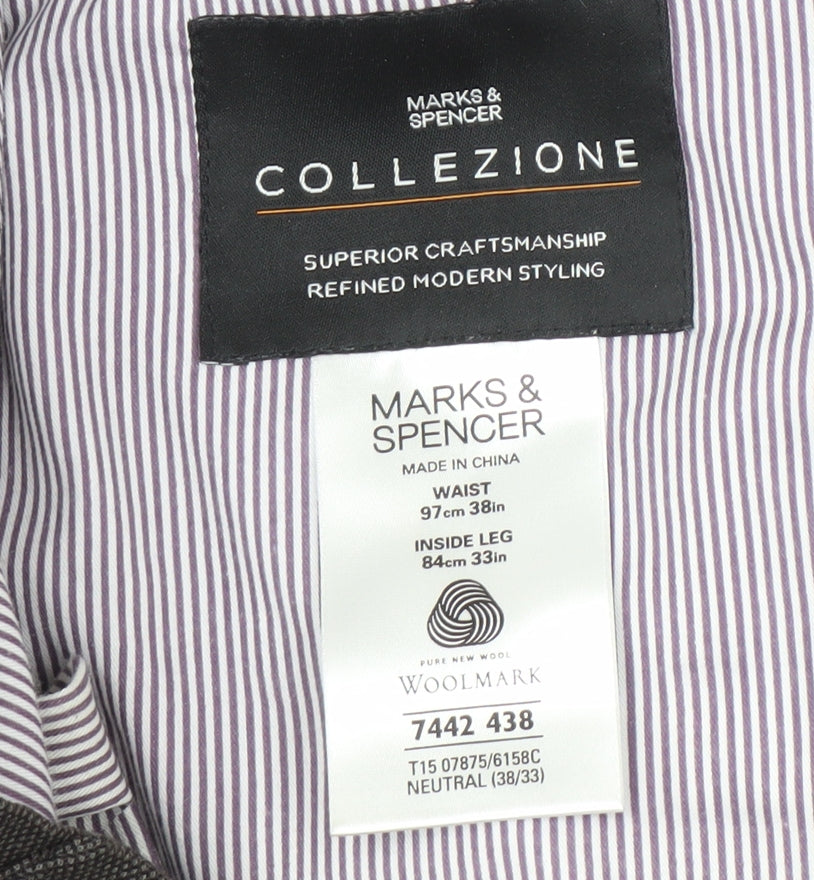 MARKS &
SPENCER
COLLEZIONE
SUPERIOR CRAFTSMANSHIP
REFINED MODERN STYLING
MARKS &
SPENCER
MADE IN CHINA
WAIST
97cm 38in
INSIDE LEG
84cm 33in
PURE NEW WOOL
WOOLMARK
7442 438
T15 07875/6158C
NEUTRAL (38/33)